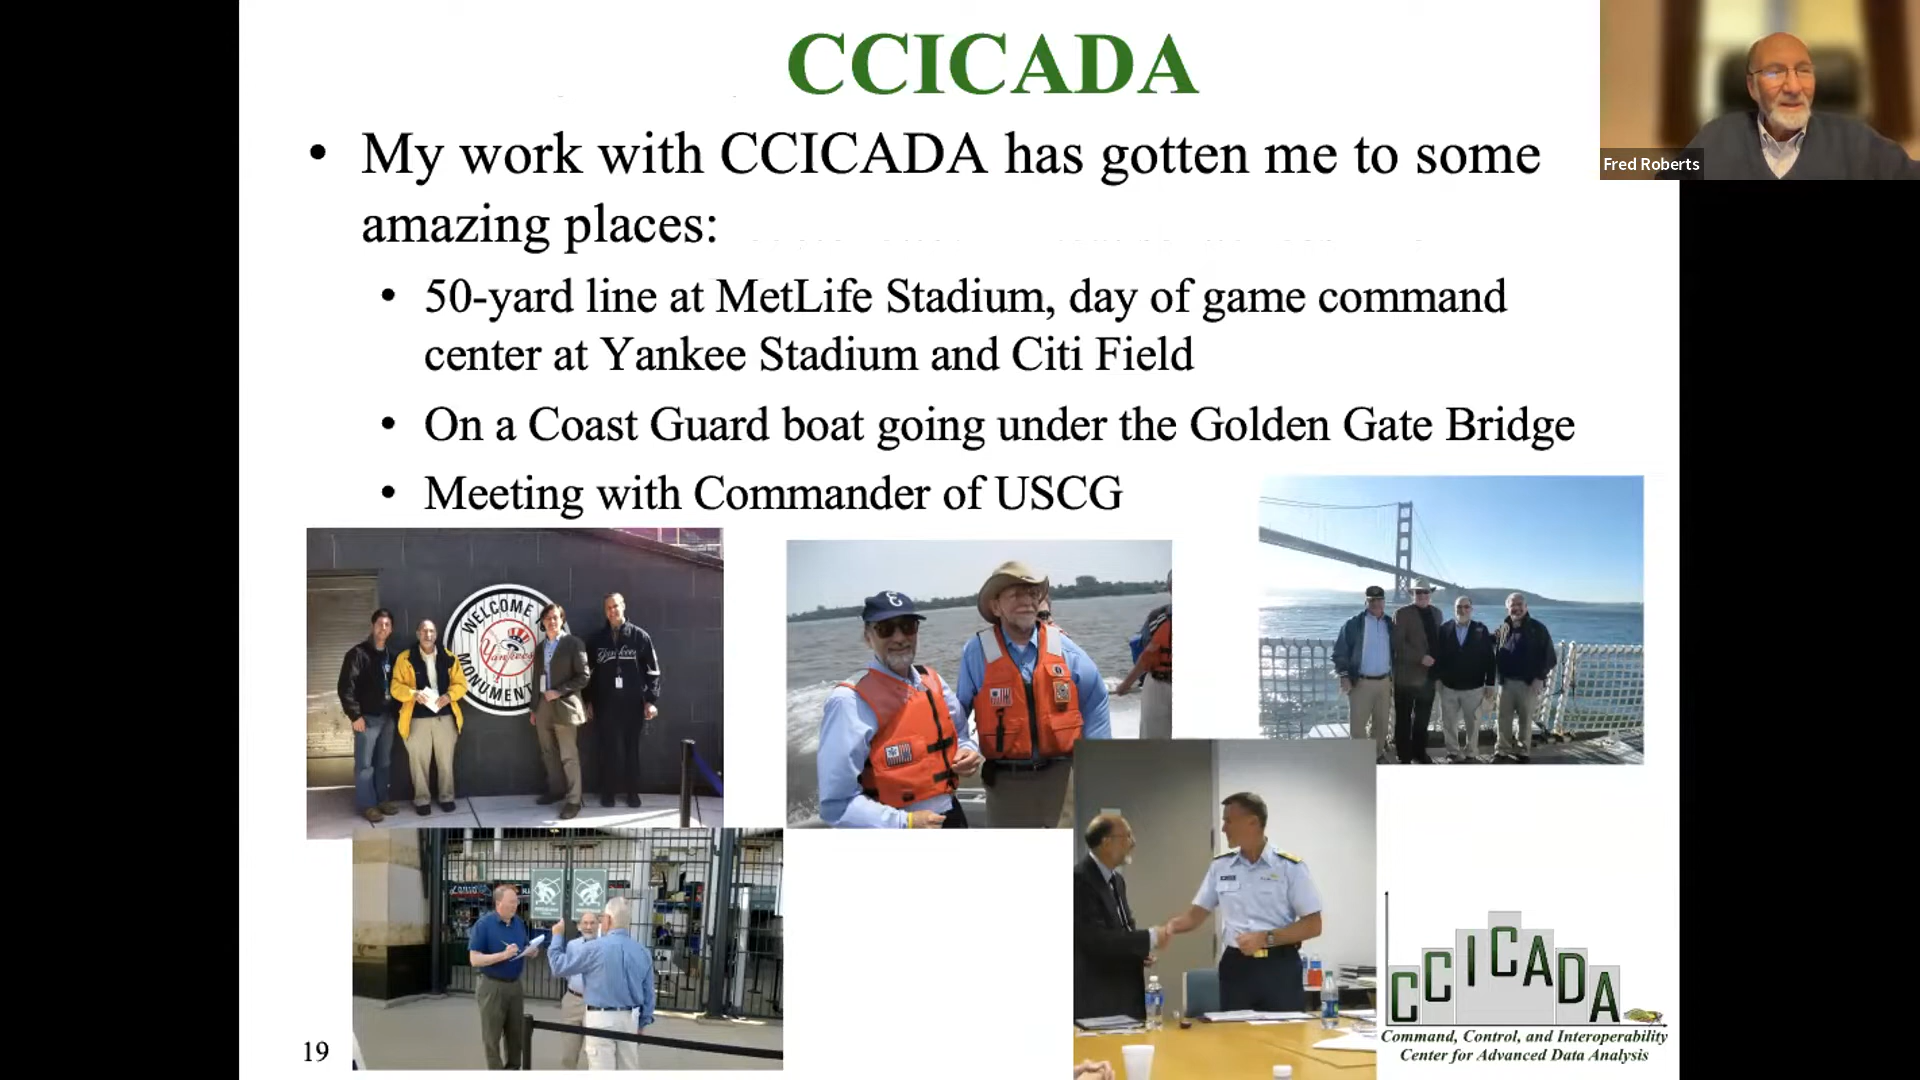 CCICADA
• My work with CCICADA has gotten me to some
amazing places:
• 50-yard line at MetLife Stadium, day of game command
center at Yankee Stadium and Citi Field
• On a Coast Guard boat going under the Golden Gate Bridge
• Meeting with Commander of USCG
Fred Roberts
WELCOME
Yankees
MONUMENT
Yankees
CCICADA
Command, Control, and Interoperability
Center for Advanced Data Analysis
19